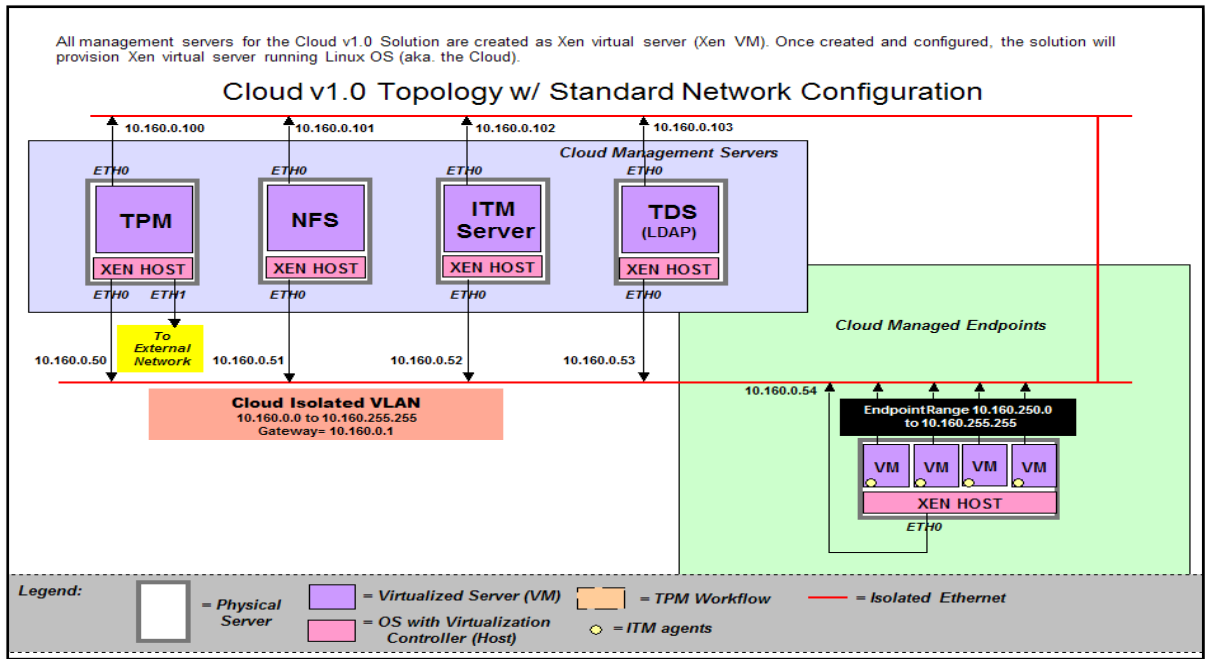 All management servers for the Cloud v1.0 Solution are created as Xen virtual server (Xen VM). Once created and configured, the solution will
provision Xen virtual server running Linux OS (aka. the Cloud).
Cloud v1.0 Topology w/ Standard Network Configuration
10.160.0.100
10.160.0.101
10.160.0.102
10.160.0.103
Cloud Management Servers
ETH0
ETH0
ETH0
ETH0
TPM
NFS
ITM
Server
TDS
(LDAP)
XEN HOST
XEN HOST
XEN HOST
XEN HOST
ETH0
ETH1
ETH0
ETH0
ETH0
To
External
Network
10.160.0.50
10.160.0.51
10.160.0.52
10.160.0.53
Cloud Managed Endpoints
10.160.0.54
Cloud Isolated VLAN
10.160.0.0 to 10.160.255.255
Gateway= 10.160.0.1
Endpoint Range 10.160.250.0
to 10.160.255.255
VM
VM
VM
VM
XEN HOST
ETH0
Legend:
= Physical
Server
= Virtualized Server (VM)
= OS with Virtualization
Controller (Host)
= TPM Workflow
= ITM agents
= Isolated Ethernet